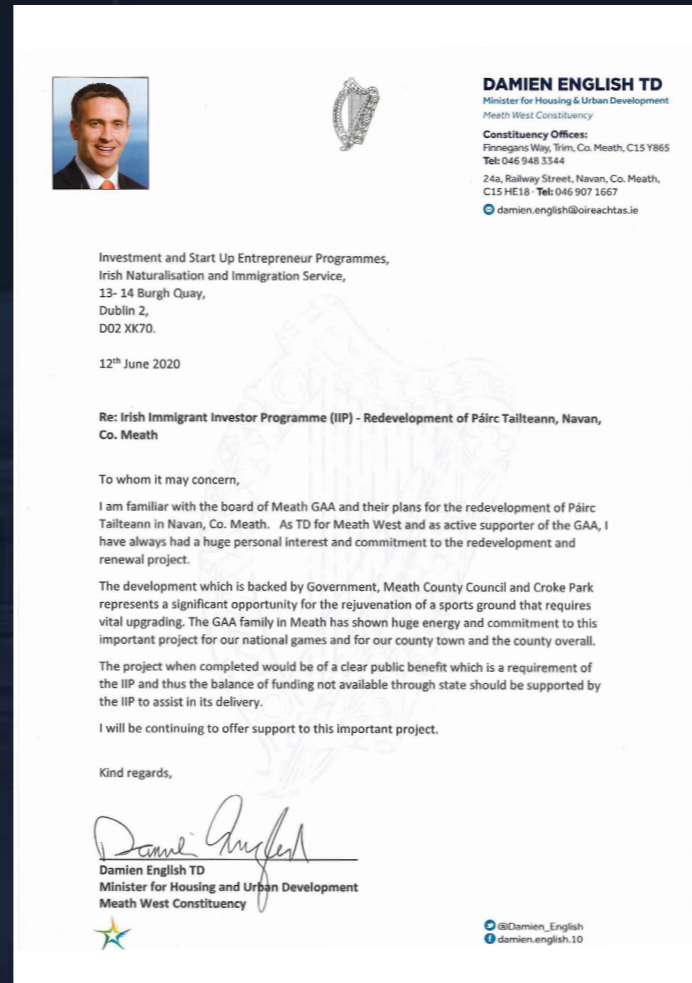 DAMIEN ENGLISH TD
Minister for Housing & Urban Development
Meath West Constituency
Constituency Offices:
Finnegans Way, Trim, Co. Meath, C15 Y865
Tel: 046 948 3344
24a, Railway Street, Navan, Co. Meath,
C15 HE18 · Tel: 046 907 1667
damien.english@oireachtas.ie
Investment and Start Up Entrepreneur Programmes,
Irish Naturalisation and Immigration Service,
13- 14 Burgh Quay,
Dublin 2,
D02 XK70.
12th June 2020
Re: Irish Immigrant Investor Programme (IIP) - Redevelopment of Páirc Tailteann, Navan,
Co. Meath
To whom it may concern,
I am familiar with the board of Meath GAA and their plans for the redevelopment of Páirc
Tailteann in Navan, Co. Meath. As TD for Meath West and as active supporter of the GAA, I
have always had a huge personal interest and commitment to the redevelopment and
renewal project.
The development which is backed by Government, Meath County Council and Croke Park
represents a significant opportunity for the rejuvenation of a sports ground that requires
vital upgrading. The GAA family in Meath has shown huge energy and commitment to this
important project for our national games and for our county town and the county overall.
The project when completed would be of a clear public benefit which is a requirement of
the IIP and thus the balance of funding not available through state should be supported by
the IIP to assist in its delivery.
I will be continuing to offer support to this important project.
Kind regards,
Damien English
Damien English TD
Minister for Housing and Urban Development
Meath West Constituency
@Damien_English
damien.english.10